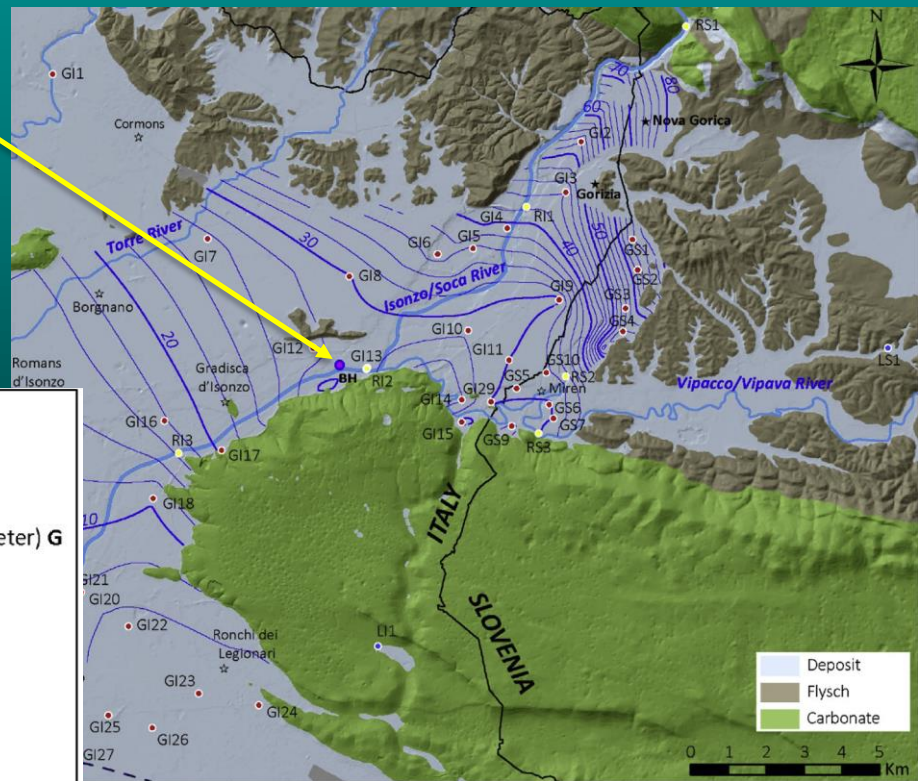 RS1
N
GI1
70
80
60
Cormons
Nova Gorica
GI2
GI3
Gorizia
Torre River
GI4
RI1
30
GI6
GI5
40
50
GS1
GI7
GS2
GI8
Isonzo/Soca River
GI9
GS3
Borgnano
GS4
20
GI10
GI12
GI13
GI11
GS10
LS1
Romans
d'Isonzo
Gradisca
d'Isonzo
BH
RI2
RS2
GS5
Miren
Vipacco/Vipava River
GI14
GI29
GS6
GI16
GS7
GI15
GS9
RS3
RI3
GI17
ITALY
GI18
10
eter) G
GI21
SLOVENIA
GI20
GI22
Ronchi dei
Legionari
LI1
Deposit
GI23
Flysch
GI24
Carbonate
GI25
GI26
GI27
0 1 2 3 4 5
Km